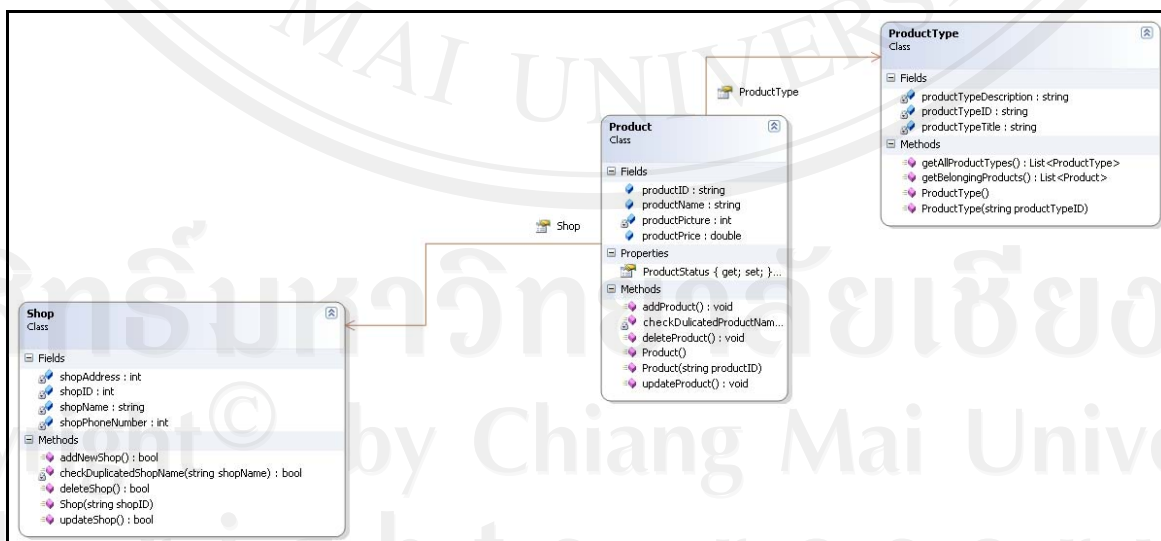 MAI UNIVERS
ProductType
Class
Fields
productTypeDescription : string
productTypeID : string
productTypeTitle : string
Methods
getAllProductTypes() : List<ProductType>
getBelongingProducts() : List<Product>
ProductType()
ProductType(string productTypeID)
ProductType
Product
Class
Fields
productID : string
productName : string
productPicture : int
productPrice : double
Properties
ProductStatus { get; set; }...
Methods
addProduct() : void
checkDulicatedProductNam...
deleteProduct() : void
Product()
Product(string productID)
updateProduct() : void
Shop
Shop
Class
Fields
shopAddress : int
shopID : int
shopName : string
shopPhoneNumber : int
Methods
addNewShop() : bool
checkDuplicatedShopName(string shopName) : bool
deleteShop() : bool
Shop(string shopID)
updateShop() : bool
© by Chiang Mai Unive